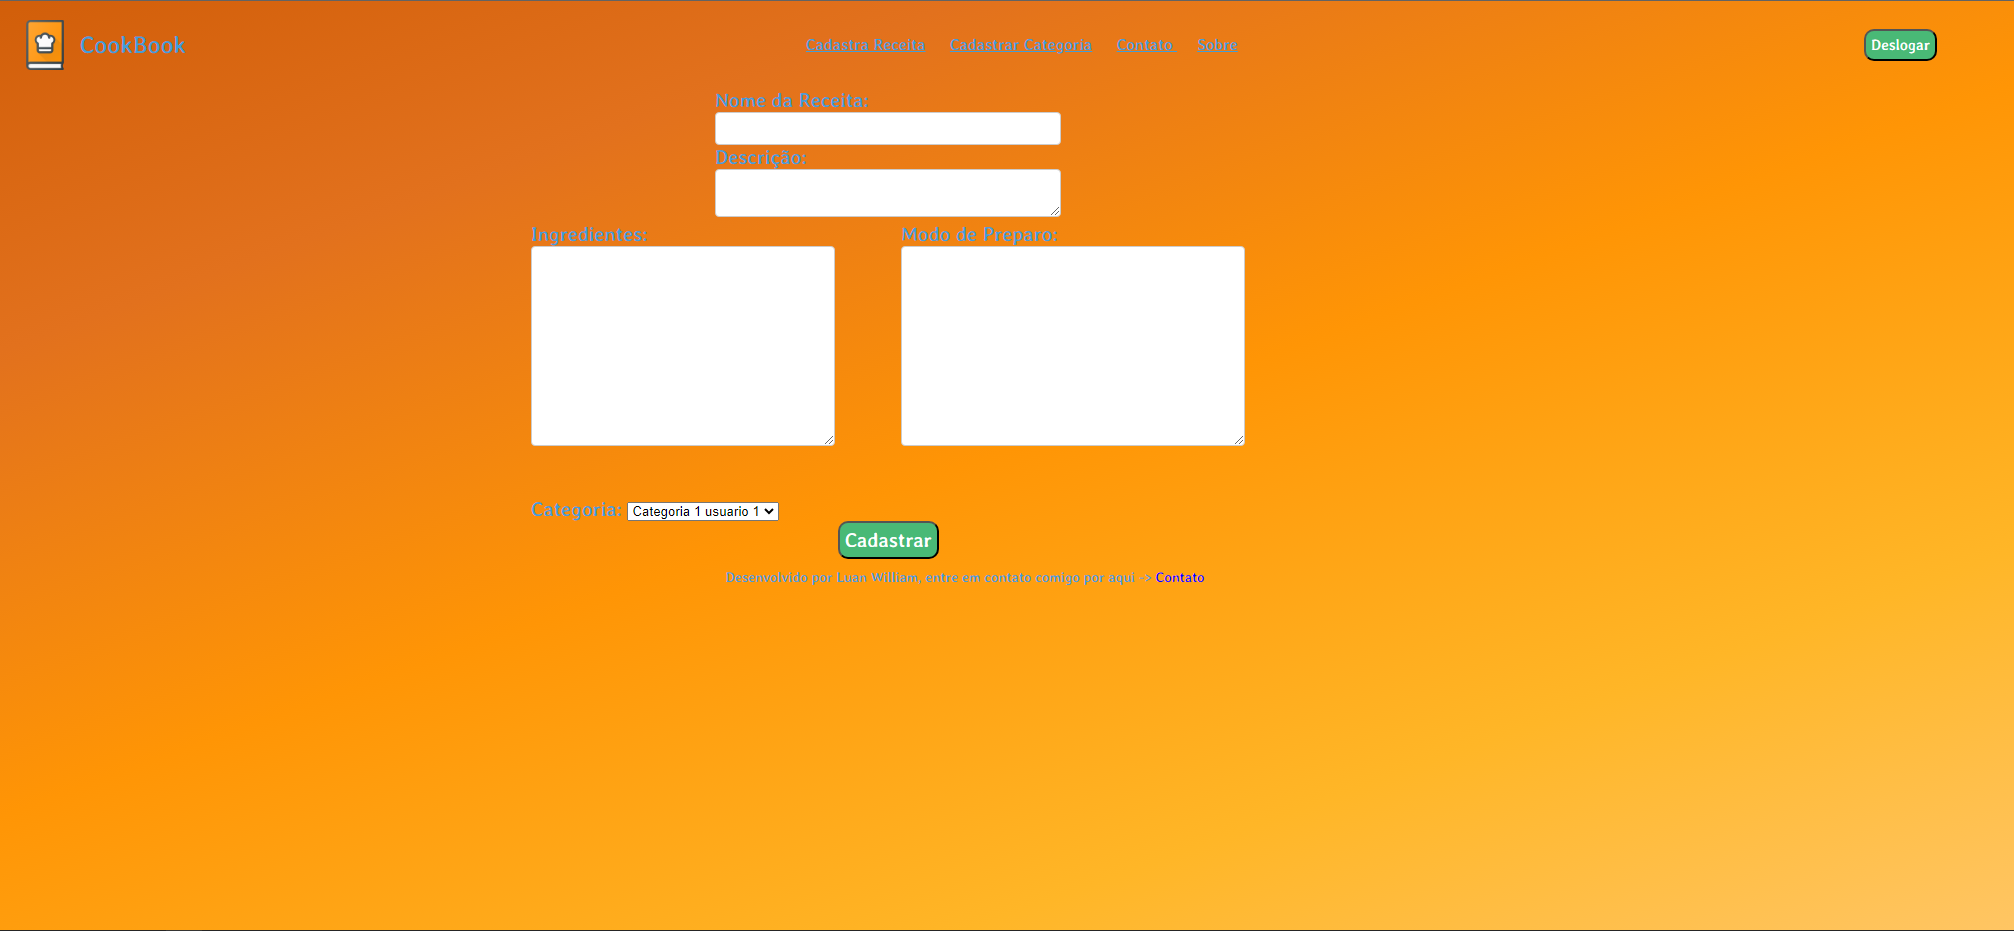 CookBook
Cadastra Receita Cadastrar Categoria Contato Sobre
Deslogar
Nome da Receita:
Descrição:
Ingredientes: Modo de Preparo:
Categoria: Categoria 1 usuario 1
Cadastrar
Desenvolvido por Luan William, entre em contato comigo por aqui -> Contato